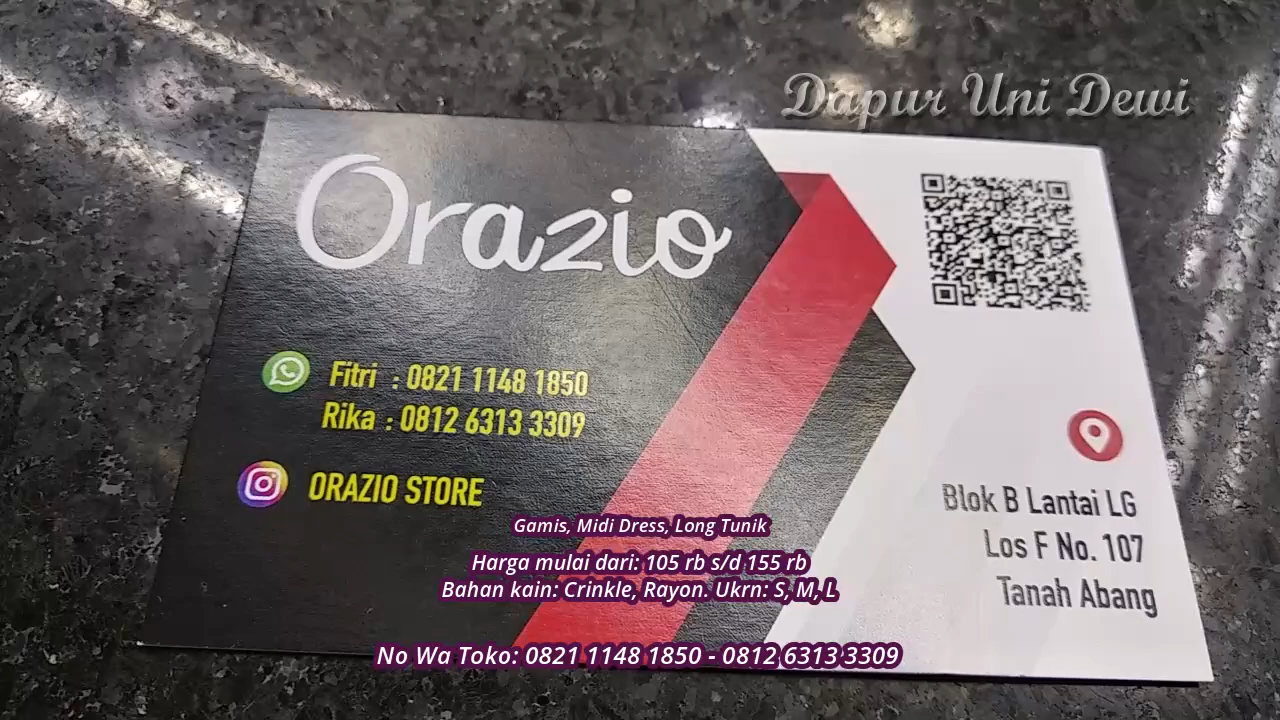 Dapur Uni Dewi
Orazio
Fitri : 0821 1148 1850
Rika : 0812 6313 3309
ORAZIO STORE
Blok B Lantai LG
Los F No. 107
Tanah Abang
Gamis, Midi Dress, Long Tunik
Harga mulai dari: 105 rb s/d 155 rb
Bahan kain: Crinkle, Rayon. Ukrn: S, M, L
No Wa Toko: 0821 1148 1850 - 0812 6313 3309